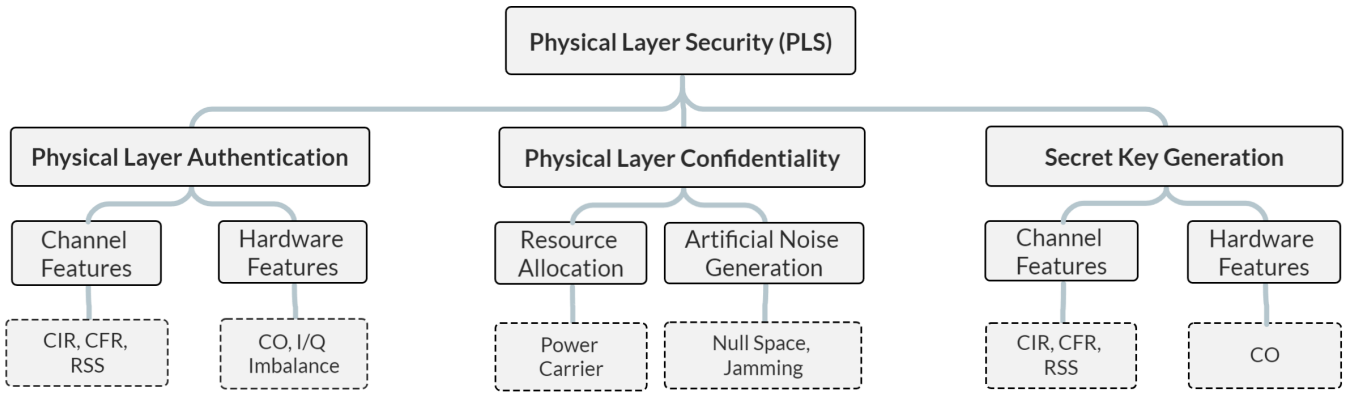 Physical Layer Security (PLS)
Physical Layer Authentication
Physical Layer Confidentiality
Secret Key Generation
Channel
Features
Hardware
Features
Resource
Allocation
Artificial Noise
Generation
Channel
Features
Hardware
Features
CIR, CFR,
RSS
CO, I/Q
Imbalance
Power
Carrier
Null Space,
Jamming
CIR, CFR,
RSS
CO